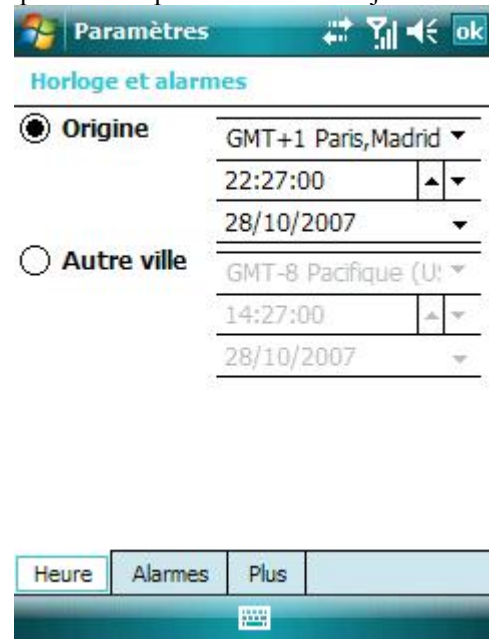 Paramètres ok
Horloge et alarmes
Origine
GMT+1 Paris,Madrid
22:27:00
28/10/2007
Autre ville
GMT-8 Pacifique (U
14:27:00
28/10/2007
Heure Alarmes Plus